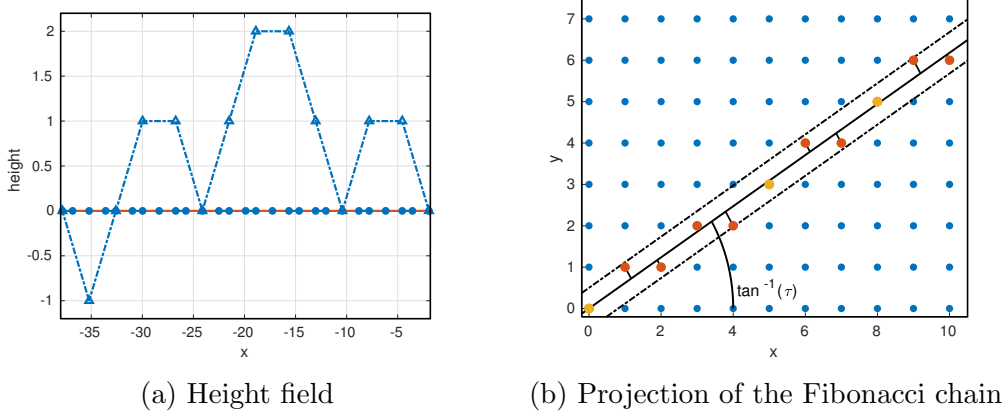 2
1.5
1
0.5
0
-0.5
-1
height
-35 -30 -25 -20 -15 -10 -5
x
(a) Height field
7
6
5
4
3
2
1
0
y
tan⁻¹(τ)
0 2 4 6 8 10
x
(b) Projection of the Fibonacci chain